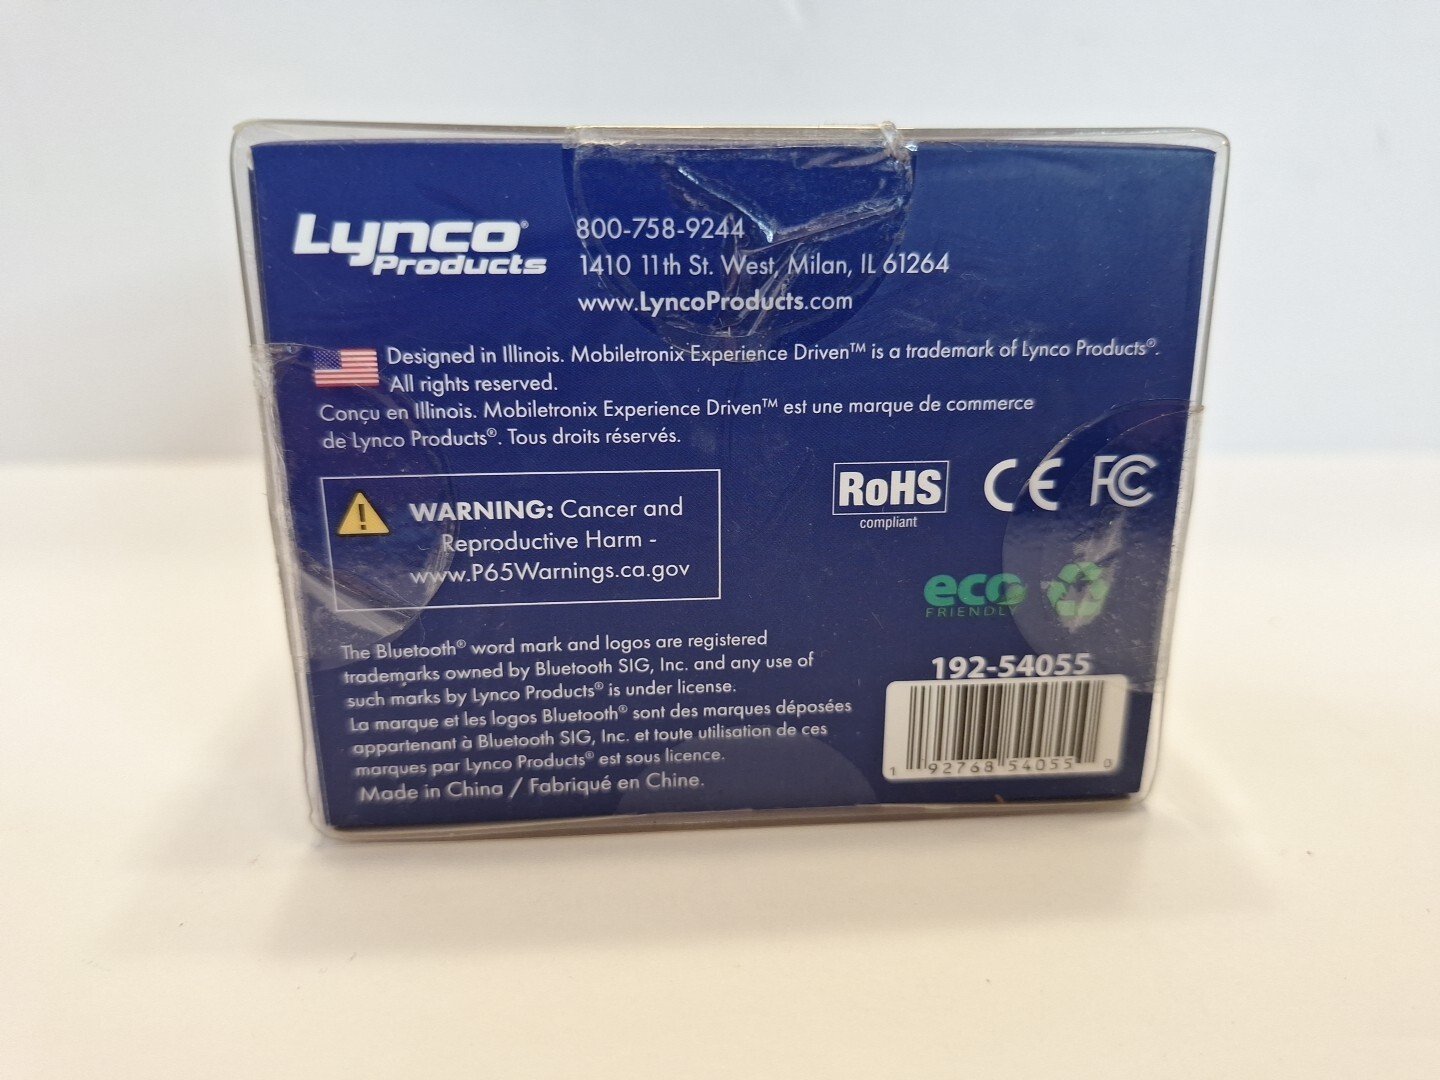 Lynco®
Products
800-758-9244
1410 11th St. West, Milan, IL 61264
www.LyncoProducts.com
Designed in Illinois. Mobiletronix Experience Driven™ is a trademark of Lynco Products®.
All rights reserved.
Conçu en Illinois. Mobiletronix Experience Driven™ est une marque de commerce
de Lynco Products®. Tous droits réservés.
WARNING: Cancer and
Reproductive Harm -
www.P65Warnings.ca.gov
RoHS
compliant
CE FC
eco
FRIENDLY
The Bluetooth® word mark and logos are registered
trademarks owned by Bluetooth SIG, Inc. and any use of
such marks by Lynco Products® is under license.
La marque et les logos Bluetooth® sont des marques déposées
appartenant à Bluetooth SIG, Inc. et toute utilisation de ces
marques par Lynco Products® est sous licence.
Made in China / Fabriqué en Chine.
192-54055
1 92768 54055 0